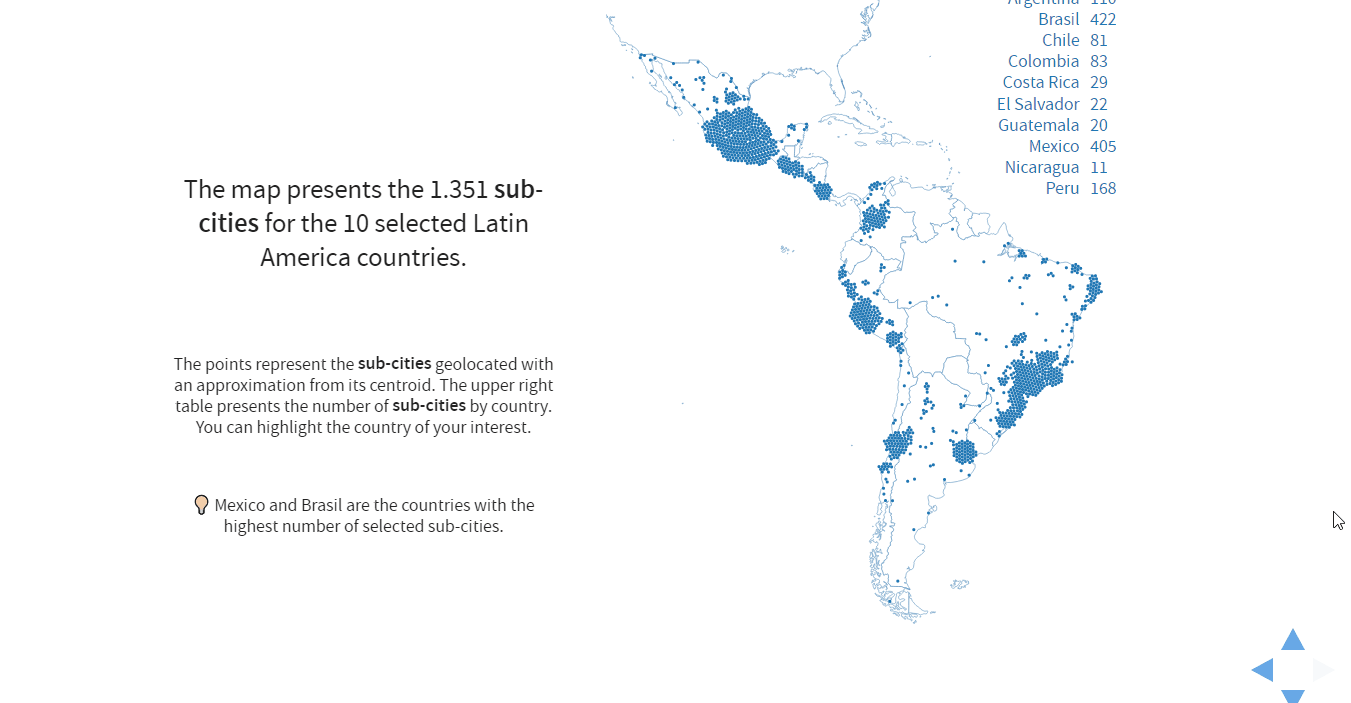 Argentina 110
Brasil 422
Chile 81
Colombia 83
Costa Rica 29
El Salvador 22
Guatemala 20
Mexico 405
Nicaragua 11
Peru 168
The map presents the 1.351 sub-
cities for the 10 selected Latin
America countries.
The points represent the sub-cities geolocated with
an approximation from its centroid. The upper right
table presents the number of sub-cities by country.
You can highlight the country of your interest.
Mexico and Brasil are the countries with the
highest number of selected sub-cities.